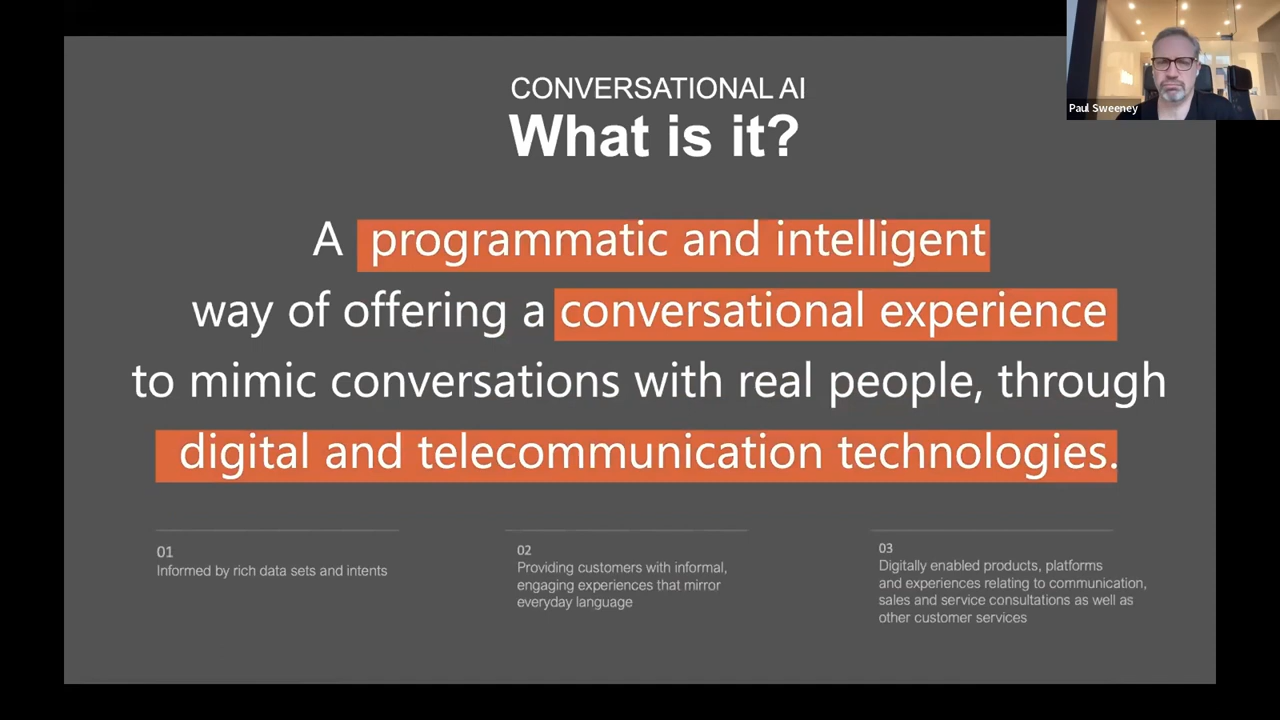 CONVERSATIONAL AI
What is it?
Paul Sweeney
A programmatic and intelligent
way of offering a conversational experience
to mimic conversations with real people, through
digital and telecommunication technologies.
01
Informed by rich data sets and intents
02
Providing customers with informal,
engaging experiences that mirror
everyday language
03
Digitally enabled products, platforms
and experiences relating to communication,
sales and service consultations as well as
other customer services